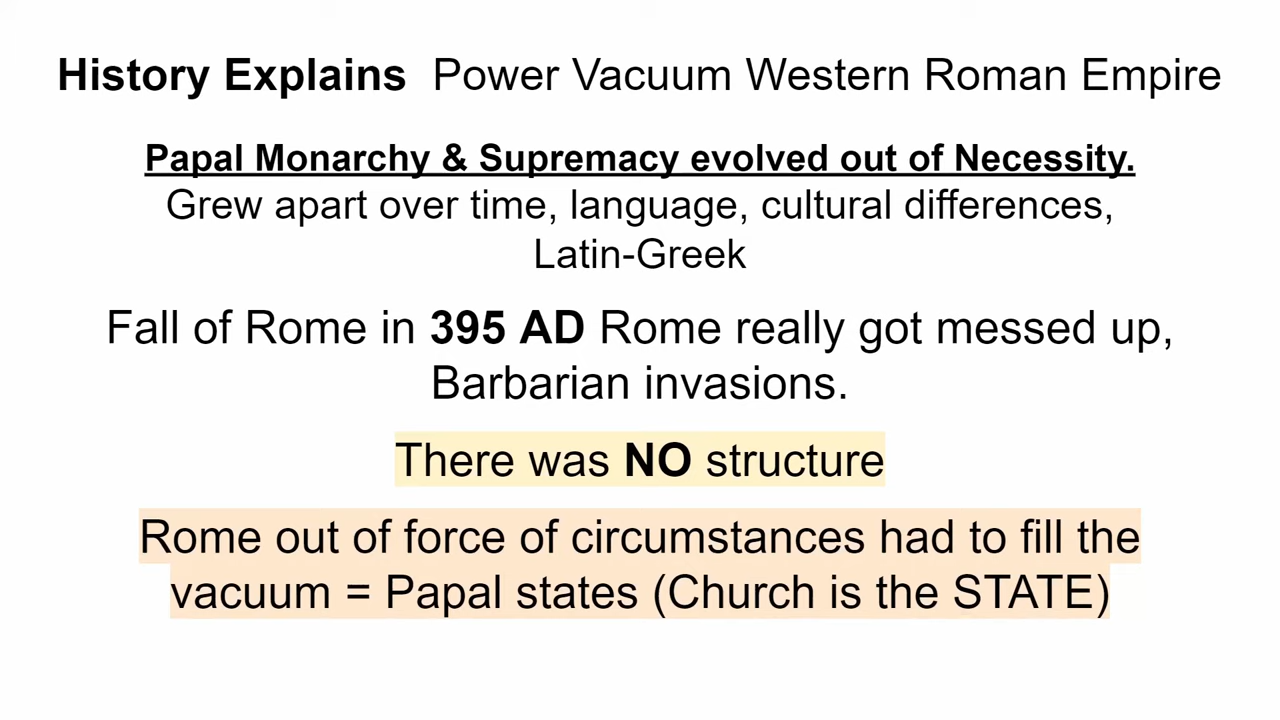 History Explains Power Vacuum Western Roman Empire
Papal Monarchy & Supremacy evolved out of Necessity.
Grew apart over time, language, cultural differences,
Latin-Greek
Fall of Rome in 395 AD Rome really got messed up,
Barbarian invasions.
There was NO structure
Rome out of force of circumstances had to fill the
vacuum = Papal states (Church is the STATE)